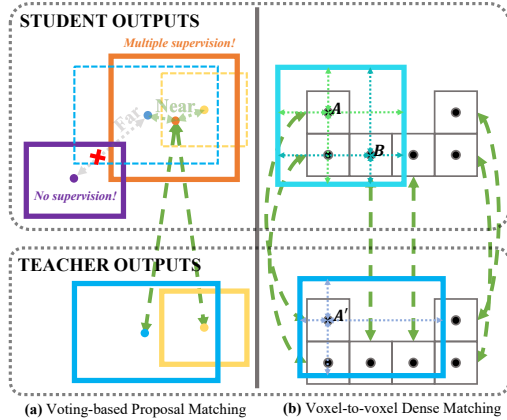 STUDENT OUTPUTS
Multiple supervision!
Far
Near
No supervision!
A
B
TEACHER OUTPUTS
A'
(a) Voting-based Proposal Matching
(b) Voxel-to-voxel Dense Matching